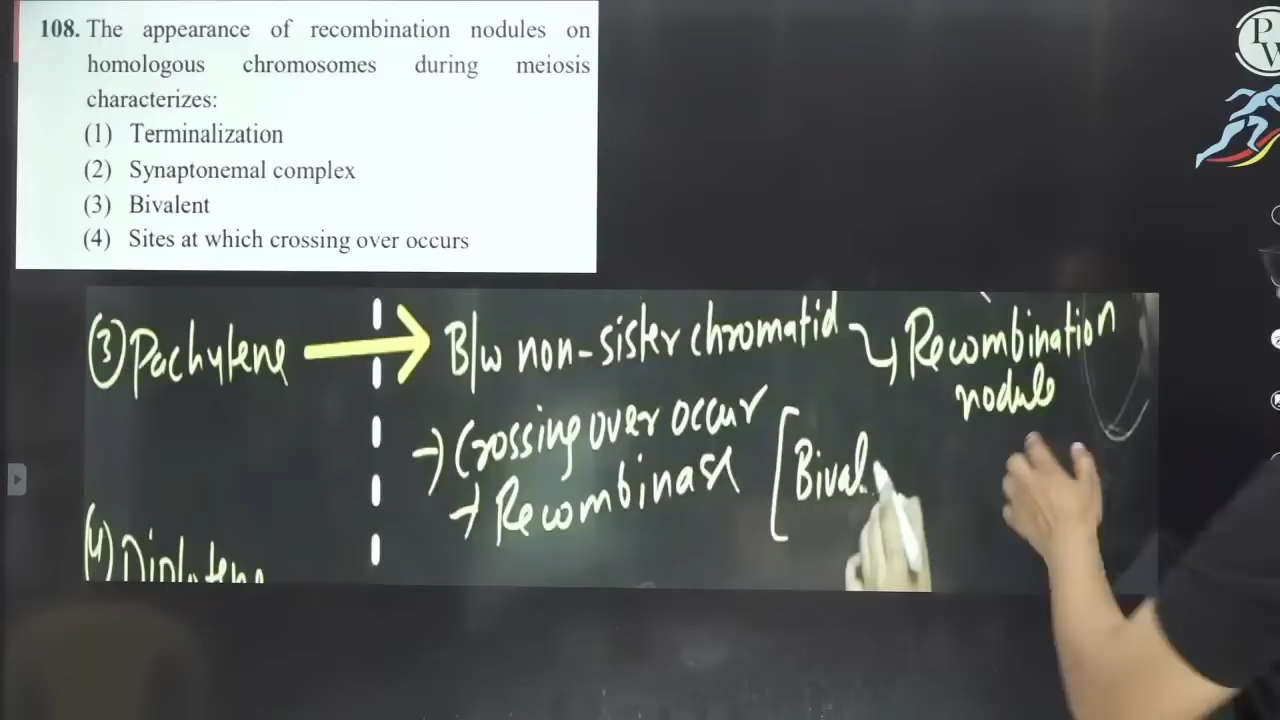 108. The appearance of recombination nodules on
homologous chromosomes during meiosis
characterizes:
(1) Terminalization
(2) Synaptonemal complex
(3) Bivalent
(4) Sites at which crossing over occurs
PW
(3) Pachytene → B/w non-sister chromatid → Recombination
nodule
→ Crossing over occur
→ Recombinase [Bival
(4) Diplotene